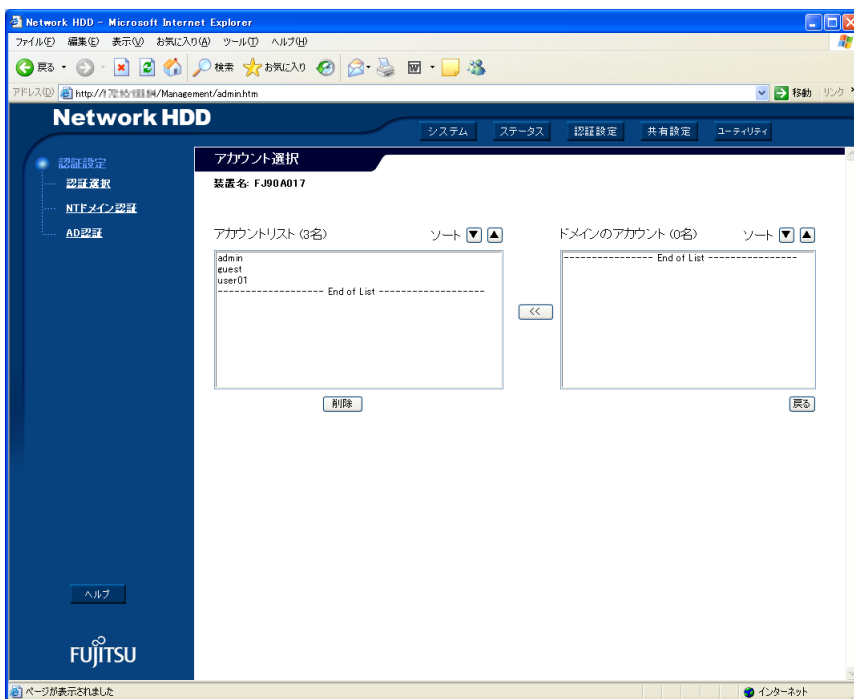 Network HDD - Microsoft Internet Explorer
ファイル(F) 編集(E) 表示(V) お気に入り(A) ツール(T) ヘルプ(H)
戻る 検索 お気に入り
アドレス(D) /Management/admin.htm 移動 リンク
Network HDD
システム ステータス 認証設定 共有設定 ユーティリティ
認証設定
認証選択
NTドメイン認証
AD認証
アカウント選択
装置名: FJ90A017
アカウントリスト (3名) ソート ▼ ▲
admin
guest
user01
------------------- End of List -------------------
<<
ドメインのアカウント (0名) ソート ▼ ▲
---------------- End of List ----------------
削除
戻る
ヘルプ
FUJITSU
ページが表示されました インターネット